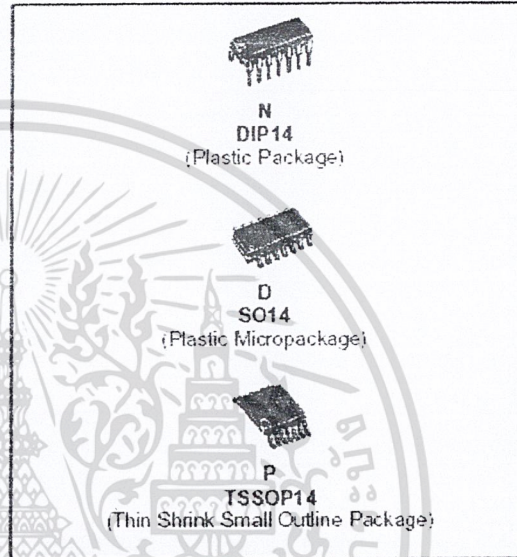 N
DIP14
(Plastic Package)
D
SO14
(Plastic Micropackage)
P
TSSOP14
(Thin Shrink Small Outline Package)